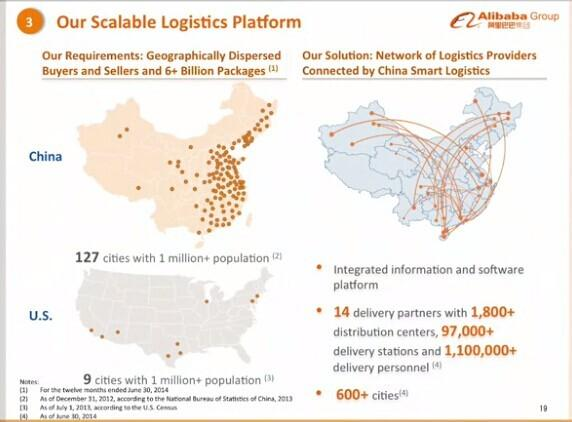 3 Our Scalable Logistics Platform
Alibaba Group
阿里巴巴集团
Our Requirements: Geographically Dispersed
Buyers and Sellers and 6+ Billion Packages (1)
Our Solution: Network of Logistics Providers
Connected by China Smart Logistics
China
127 cities with 1 million+ population (2)
U.S.
9 cities with 1 million+ population (3)
• Integrated information and software
platform
• 14 delivery partners with 1,800+
distribution centers, 97,000+
delivery stations and 1,100,000+
delivery personnel (4)
• 600+ cities(4)
Notes:
(1) For the twelve months ended June 30, 2014
(2) As of December 31, 2012, according to the National Bureau of Statistics of China, 2013
(3) As of July 1, 2013, according to the U.S. Census
(4) As of June 30, 2014
19